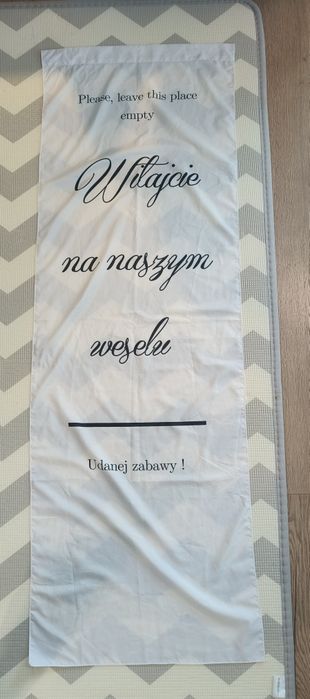 Please, leave this place
empty
Witajcie
na naszym
weselu
Udanej zabawy !